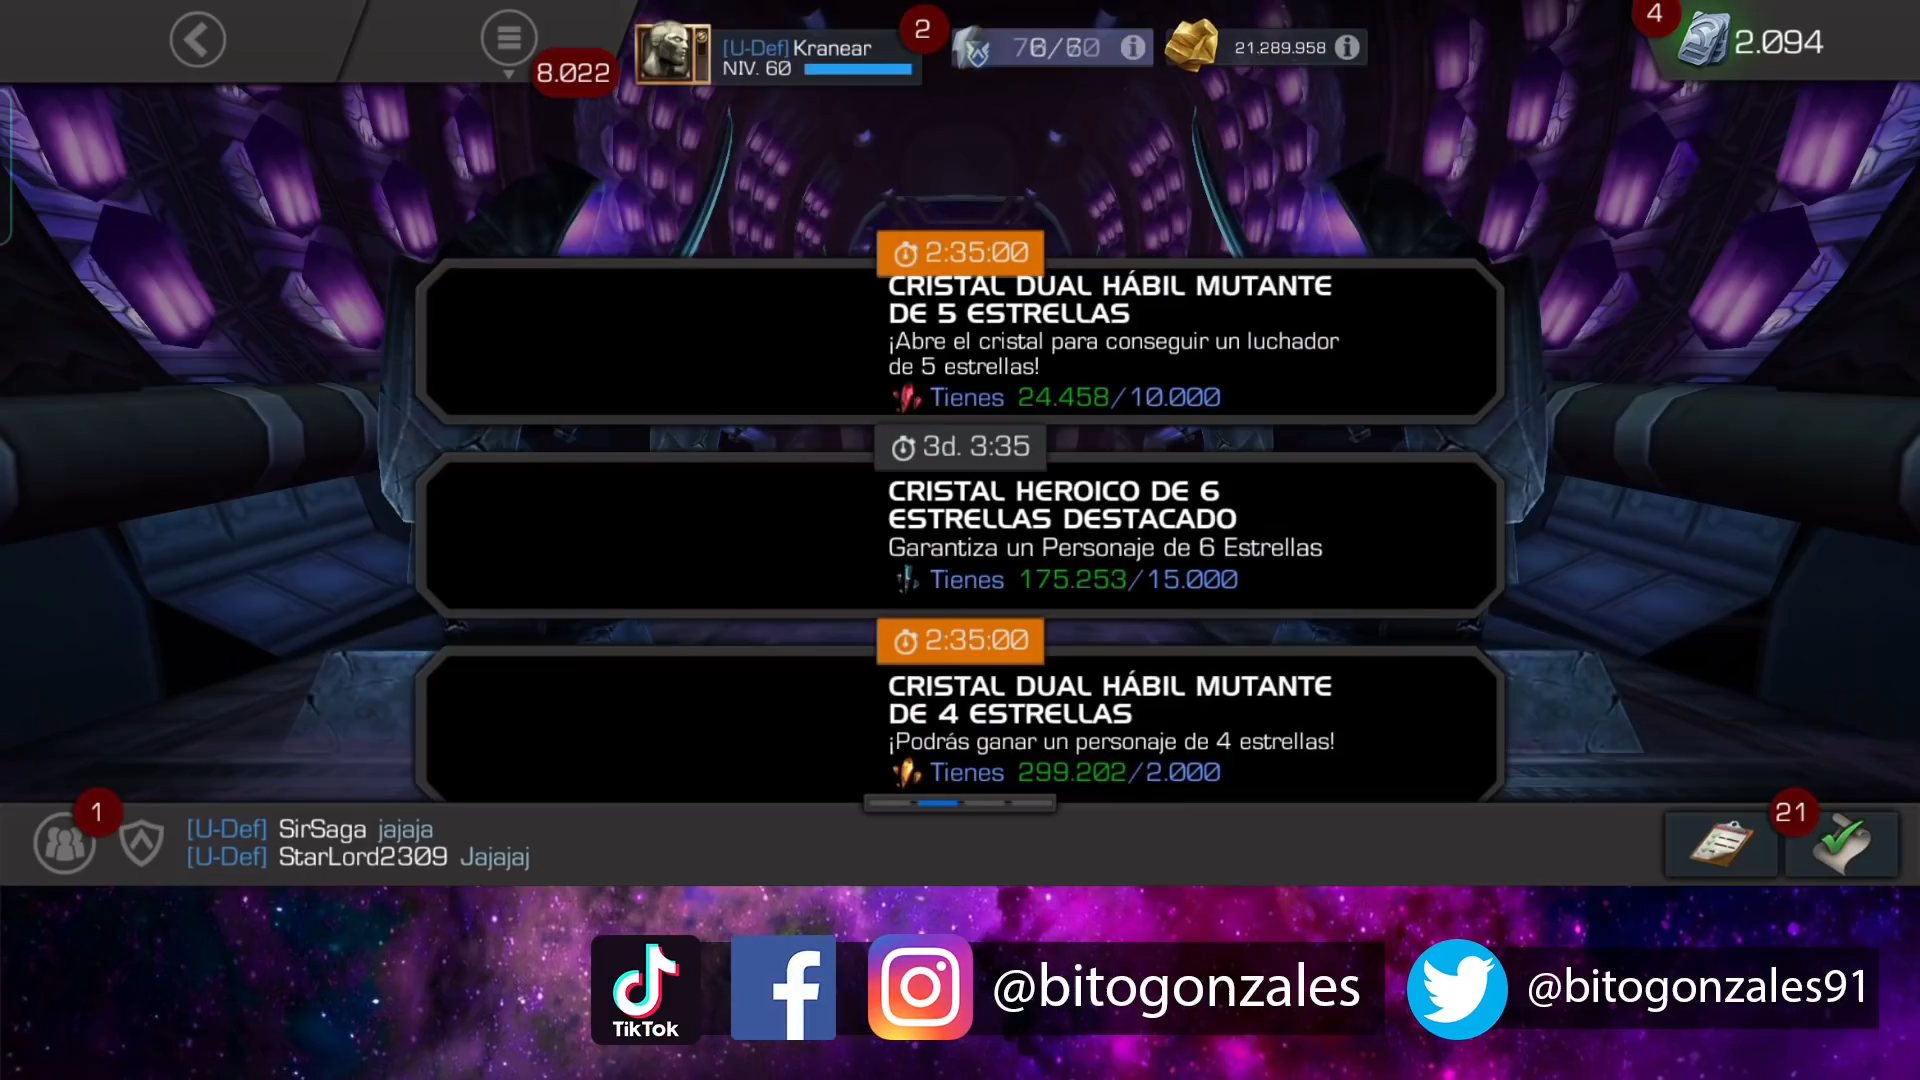 8.022
[U-Def] Kranear
NIV. 60
2
21.289.958
4
2.094
2:35:00
CRISTAL DUAL HÁBIL MUTANTE
DE 5 ESTRELLAS
¡Abre el cristal para conseguir un luchador
de 5 estrellas!
Tienes 24.458/10.000
3d. 3:35
CRISTAL HEROICO DE 6
ESTRELLAS DESTACADO
Garantiza un Personaje de 6 Estrellas
Tienes 175.253/15.000
2:35:00
CRISTAL DUAL HÁBIL MUTANTE
DE 4 ESTRELLAS
¡Podrás ganar un personaje de 4 estrellas!
Tienes 299.202/2.000
1
[U-Def] SirSaga jajaja
[U-Def] StarLord2309 Jajajaj
21
TikTok
@bitogonzales
@bitogonzales91